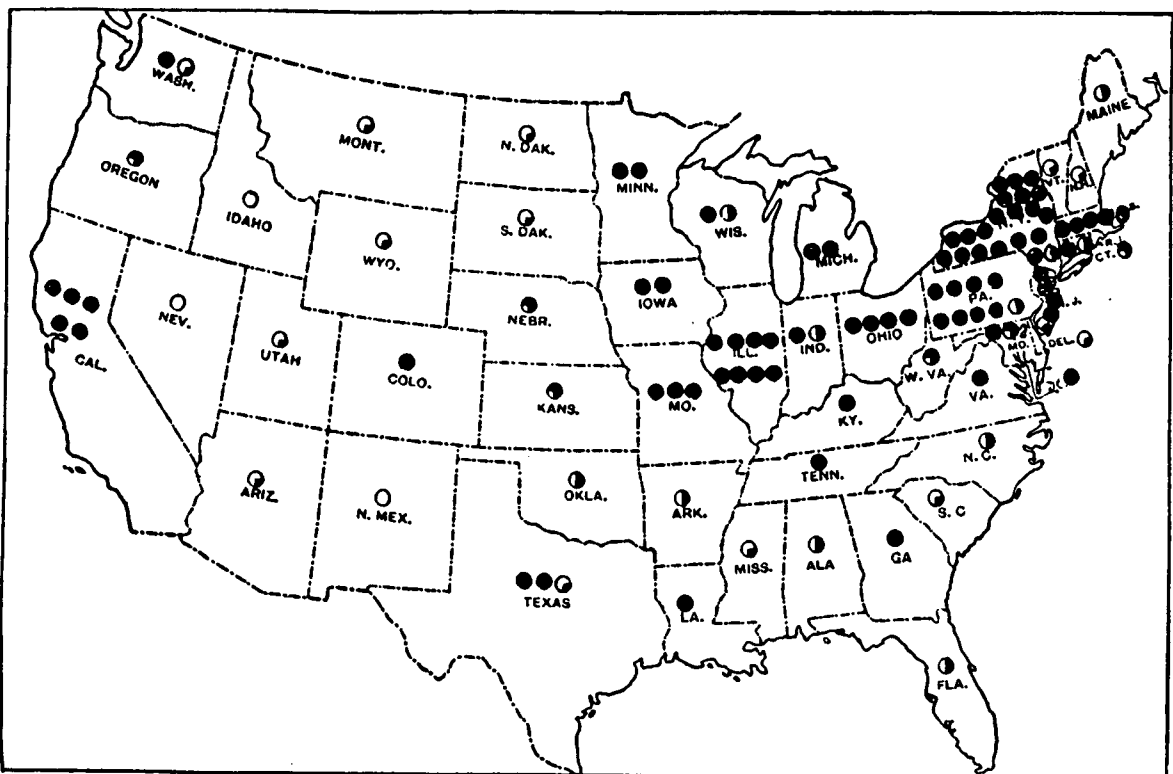 WASH.
MONT.
N. DAK.
MINN.
MAINE
OREGON
IDAHO
S. DAK.
WIS.
MICH.
WYO.
IOWA
NEBR.
NEV.
UTAH
COLO.
CAL.
ILL.
IND.
OHIO
PA.
CT.
MD.
DEL.
W. VA.
VA.
KANS.
MO.
KY.
TENN.
N. C.
ARIZ.
N. MEX.
OKLA.
ARK.
S. C
MISS.
ALA
GA
TEXAS
LA.
FLA.